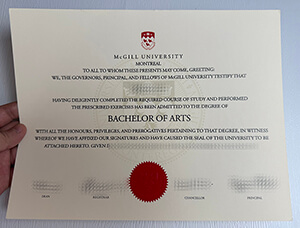 McGILL UNIVERSITY
MONTREAL
TO ALL TO WHOM THESE PRESENTS MAY COME, GREETING:
WE, THE GOVERNORS, PRINCIPAL, AND FELLOWS OF McGILL UNIVERSITY TESTIFY THAT
HAVING DILIGENTLY COMPLETED THE REQUIRED COURSE OF STUDY AND PERFORMED
THE PRESCRIBED EXERCISES HAS BEEN ADMITTED TO THE DEGREE OF
BACHELOR OF ARTS
WITH ALL THE HONOURS, PRIVILEGES, AND PREROGATIVES PERTAINING TO THAT DEGREE, IN WITNESS
WHEREOF WE HAVE AFFIXED OUR SIGNATURES AND HAVE CAUSED THE SEAL OF THE UNIVERSITY TO BE
ATTACHED HERETO. GIVEN
DEAN REGISTRAR CHANCELLOR PRINCIPAL